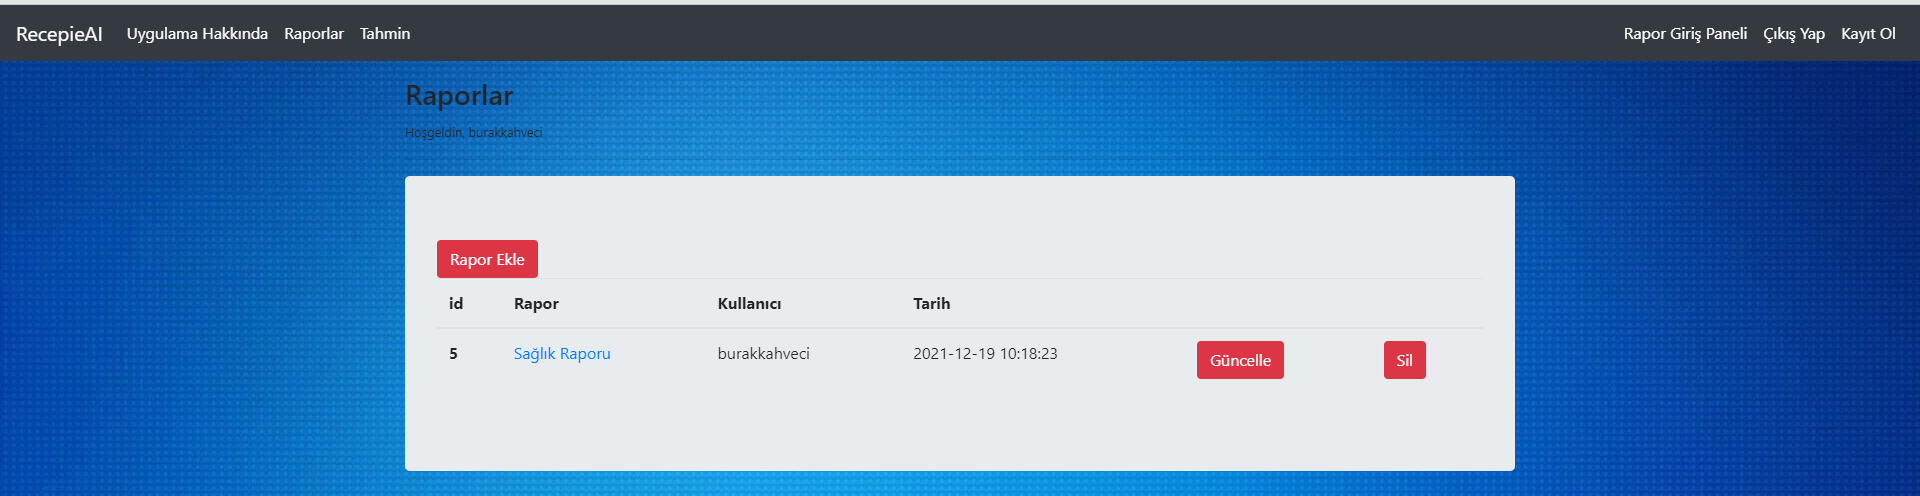 RecepieAI Uygulama Hakkında Raporlar Tahmin Rapor Giriş Paneli Çıkış Yap Kayıt Ol
Raporlar
Hoşgeldin, burakkahveci
Rapor Ekle
id Rapor Kullanıcı Tarih
5 Sağlık Raporu burakkahveci 2021-12-19 10:18:23 Güncelle Sil